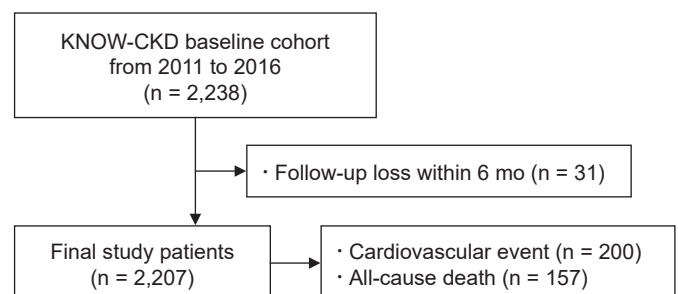 KNOW-CKD baseline cohort
from 2011 to 2016
(n = 2,238)
· Follow-up loss within 6 mo (n = 31)
Final study patients
(n = 2,207)
· Cardiovascular event (n = 200)
· All-cause death (n = 157)